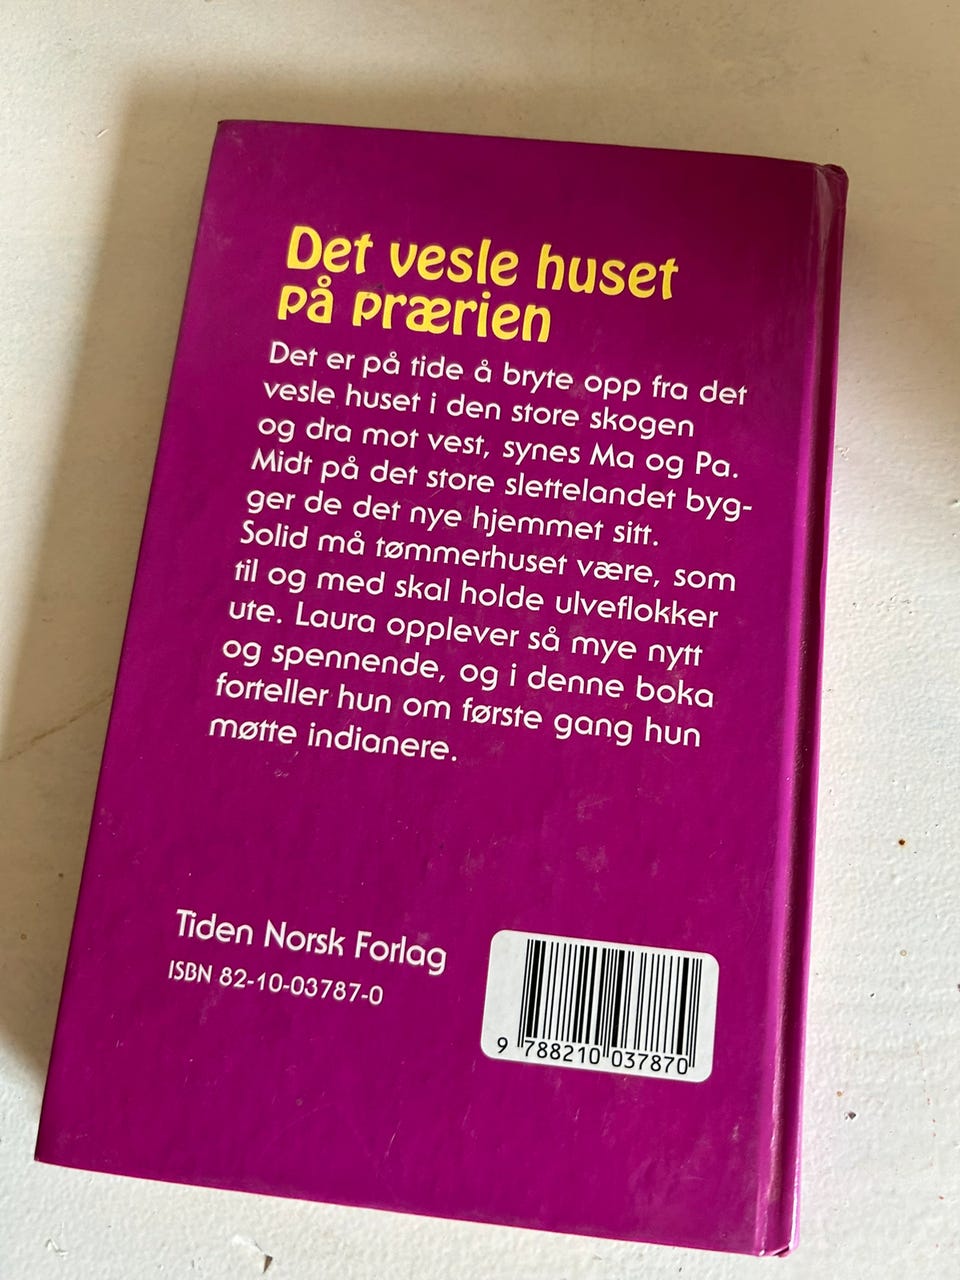 Det vesle huset
på prærien
Det er på tide å bryte opp fra det
vesle huset i den store skogen
og dra mot vest, synes Ma og Pa.
Midt på det store slettelandet byg-
ger de det nye hjemmet sitt.
Solid må tømmerhuset være, som
til og med skal holde ulveflokker
ute. Laura opplever så mye nytt
og spennende, og i denne boka
forteller hun om første gang hun
møtte indianere.
Tiden Norsk Forlag
ISBN 82-10-03787-0
9 788210 037870